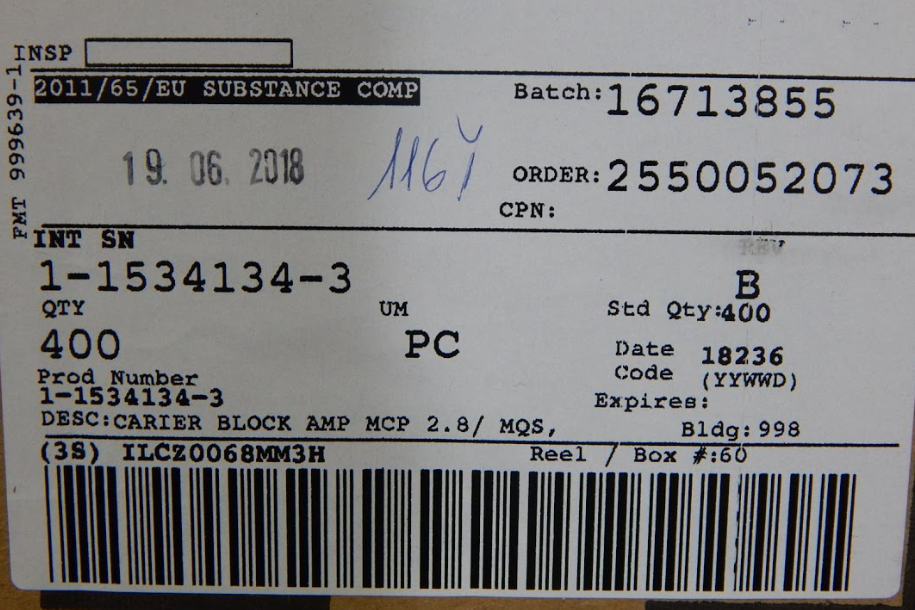 INSP
FMT 999639-1
2011/65/EU SUBSTANCE COMP
Batch:16713855
19. 06. 2018
ORDER:2550052073
CPN:
INT SN
REV
1-1534134-3
B
QTY
UM
Std Qty:400
400
PC
Date Code 18236
(YYWWD)
Prod Number
1-1534134-3
Expires:
DESC:CARIER BLOCK AMP MCP 2.8/ MQS,
Bldg:998
(3S) ILCZ0068MM3H
Reel / Box #:60